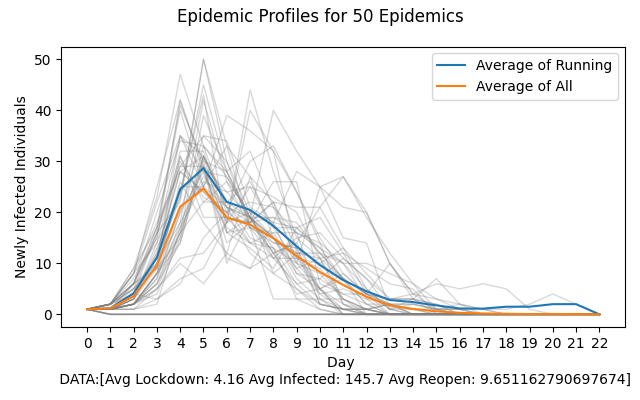 Epidemic Profiles for 50 Epidemics
50
40
30
20
10
0
Newly Infected Individuals
Average of Running
Average of All
0 1 2 3 4 5 6 7 8 9 10 11 12 13 14 15 16 17 18 19 20 21 22
Day
DATA:[Avg Lockdown: 4.16 Avg Infected: 145.7 Avg Reopen: 9.651162790697674]